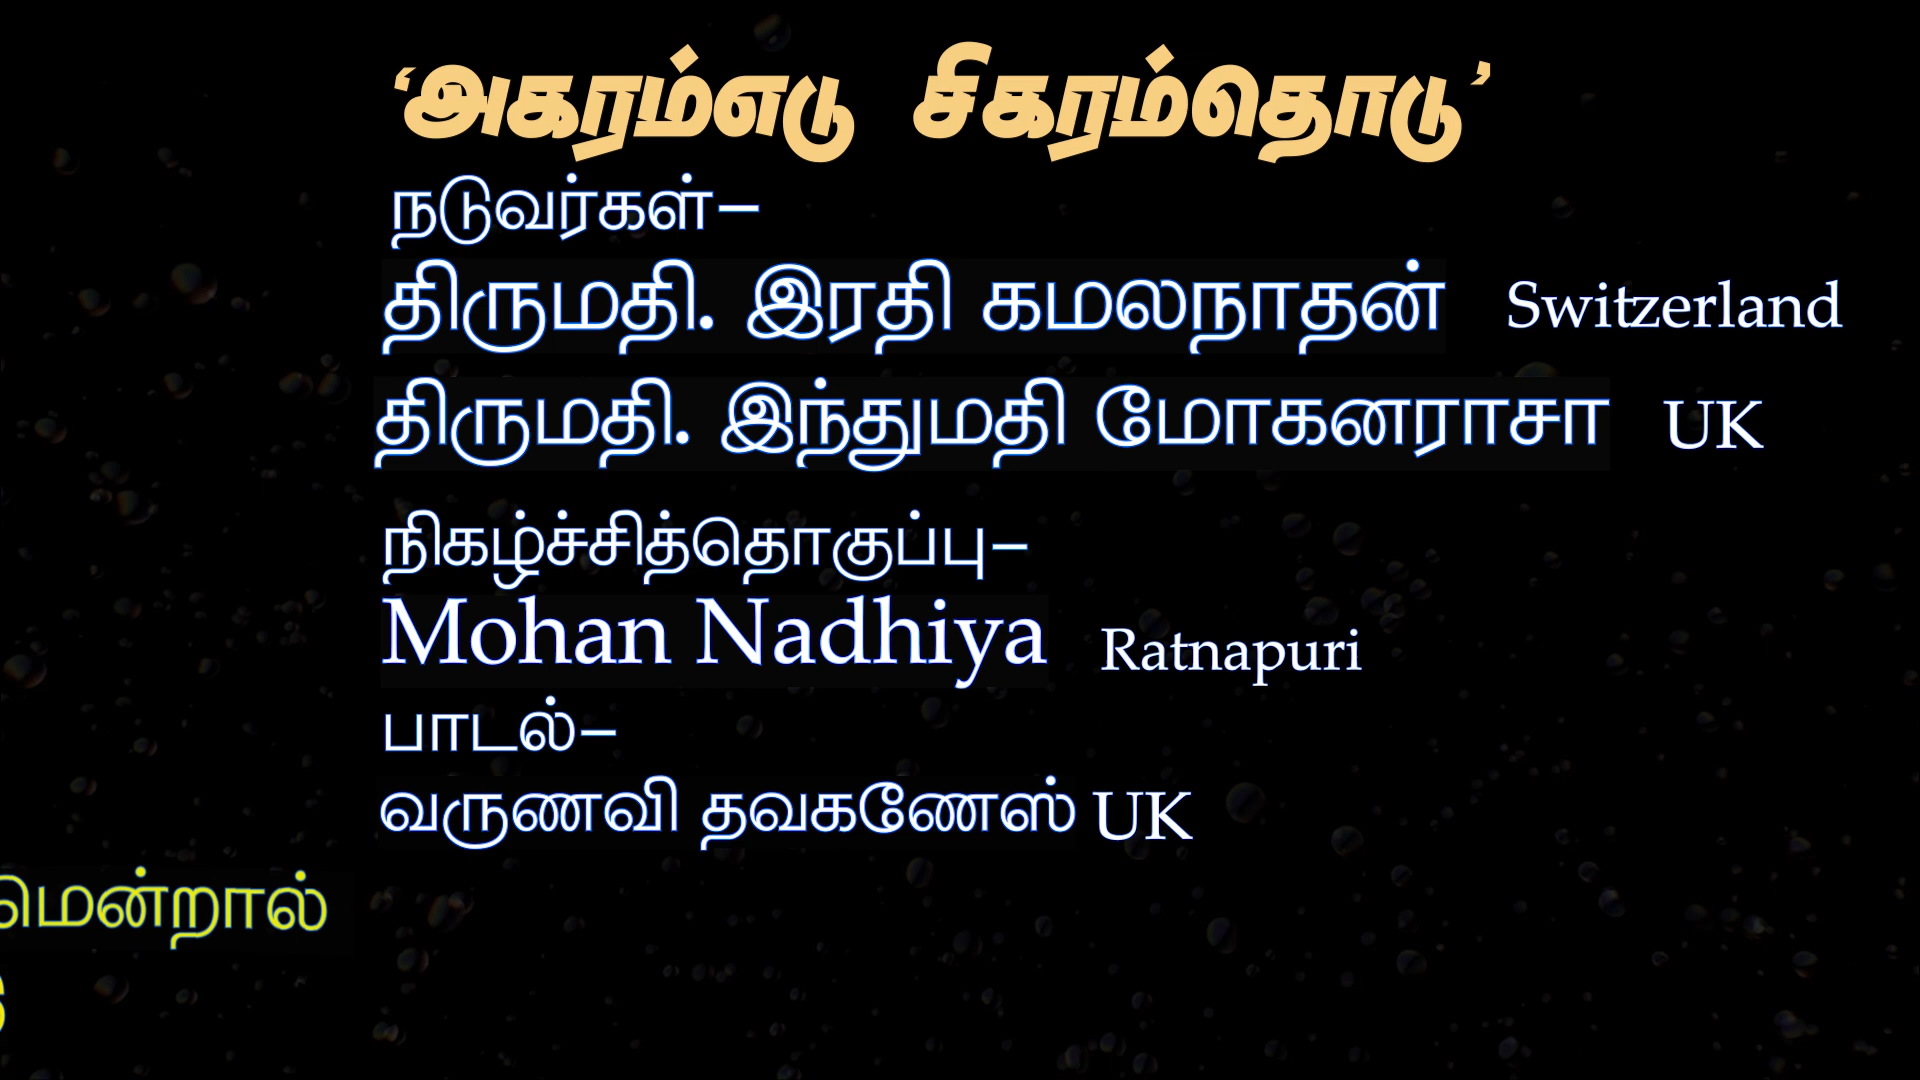 ‘அகரம்எடு சிகரம்தொடு’
நடுவர்கள்–
திருமதி. இரதி கமலநாதன் Switzerland
திருமதி. இந்துமதி மோகனராசா UK
நிகழ்ச்சித்தொகுப்பு–
Mohan Nadhiya Ratnapuri
பாடல்–
வருணவி தவகணேஸ் UK